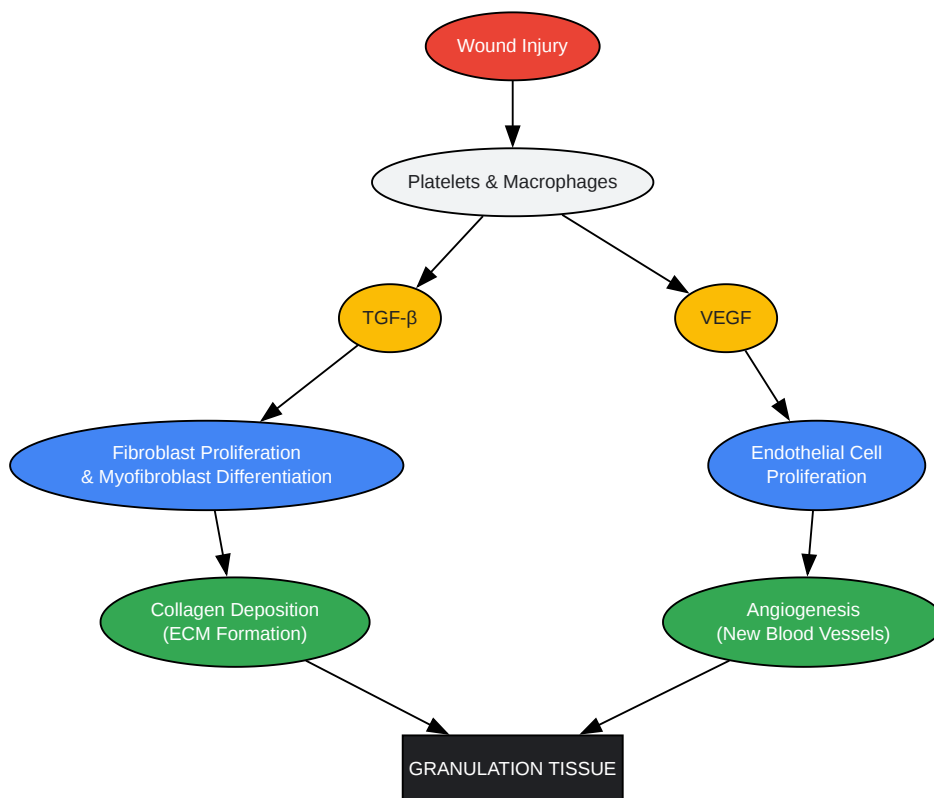 Wound Injury
Platelets & Macrophages
TGF-β
VEGF
Fibroblast Proliferation
& Myofibroblast Differentiation
Endothelial Cell
Proliferation
Collagen Deposition
(ECM Formation)
Angiogenesis
(New Blood Vessels)
GRANULATION TISSUE